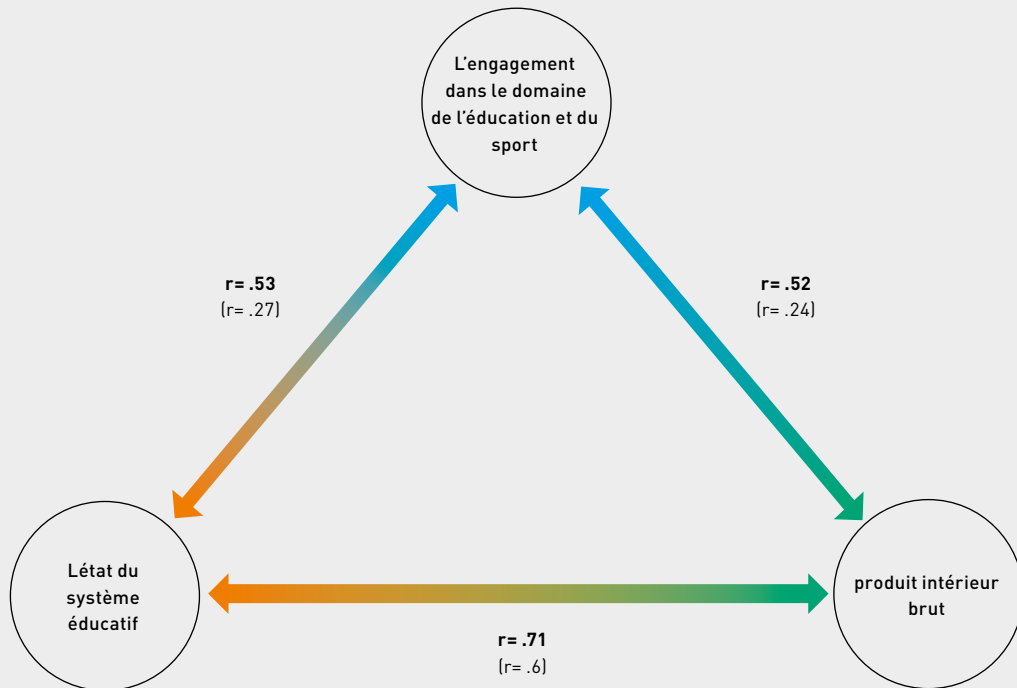 L'engagement
dans le domaine
de l'éducation et du
sport
r= .53
(r= .27)
r= .52
(r= .24)
Létat du
système
éducatif
produit intérieur
brut
r= .71
(r= .6)